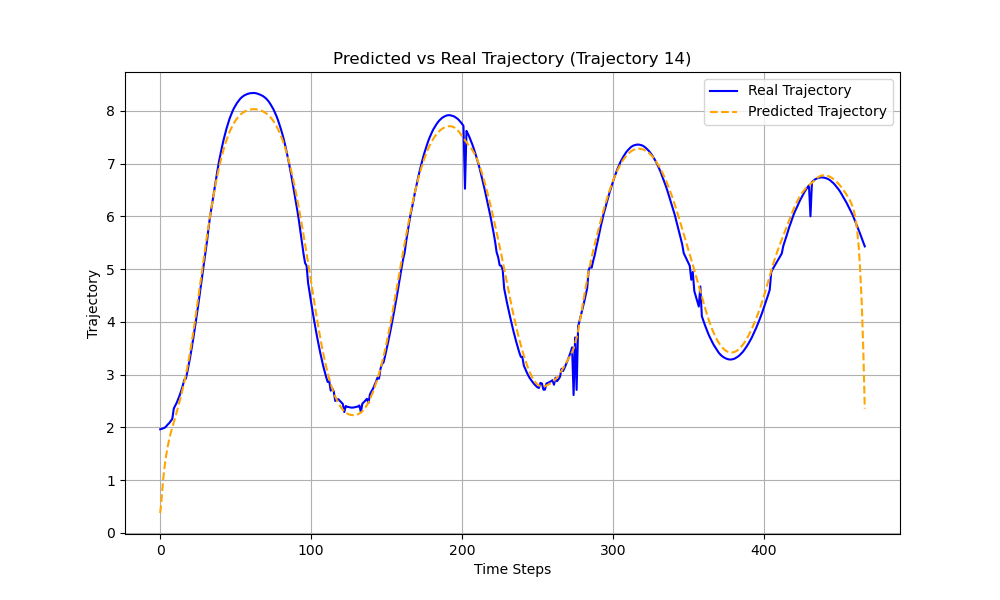 Predicted vs Real Trajectory (Trajectory 14)
Real Trajectory
Predicted Trajectory
8
7
6
5
4
3
2
1
0
Trajectory
0 100 200 300 400
Time Steps